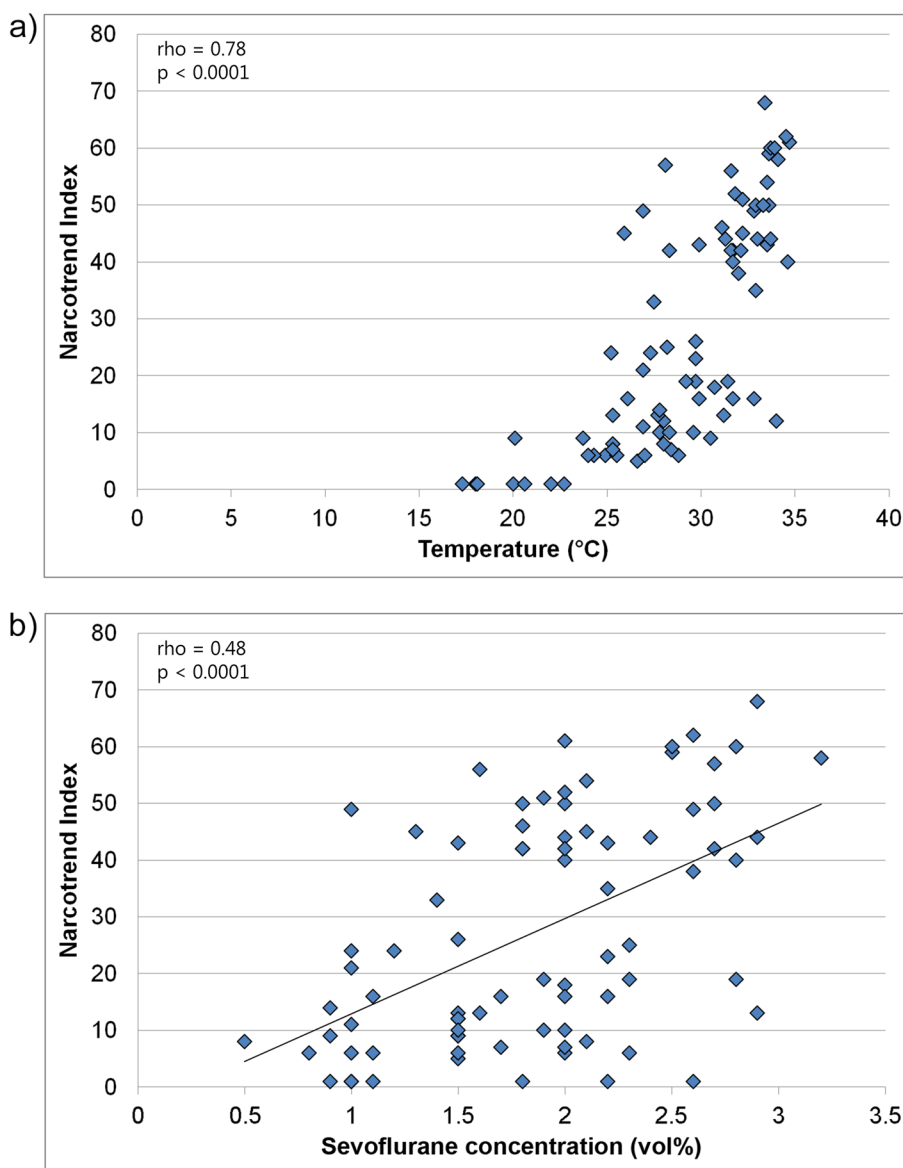 a)
rho = 0.78
p < 0.0001
80
70
60
50
40
30
20
10
0
Narcotrend Index
0 5 10 15 20 25 30 35 40
Temperature (°C)
b)
rho = 0.48
p < 0.0001
80
70
60
50
40
30
20
10
0
Narcotrend Index
0 0.5 1 1.5 2 2.5 3 3.5
Sevoflurane concentration (vol%)